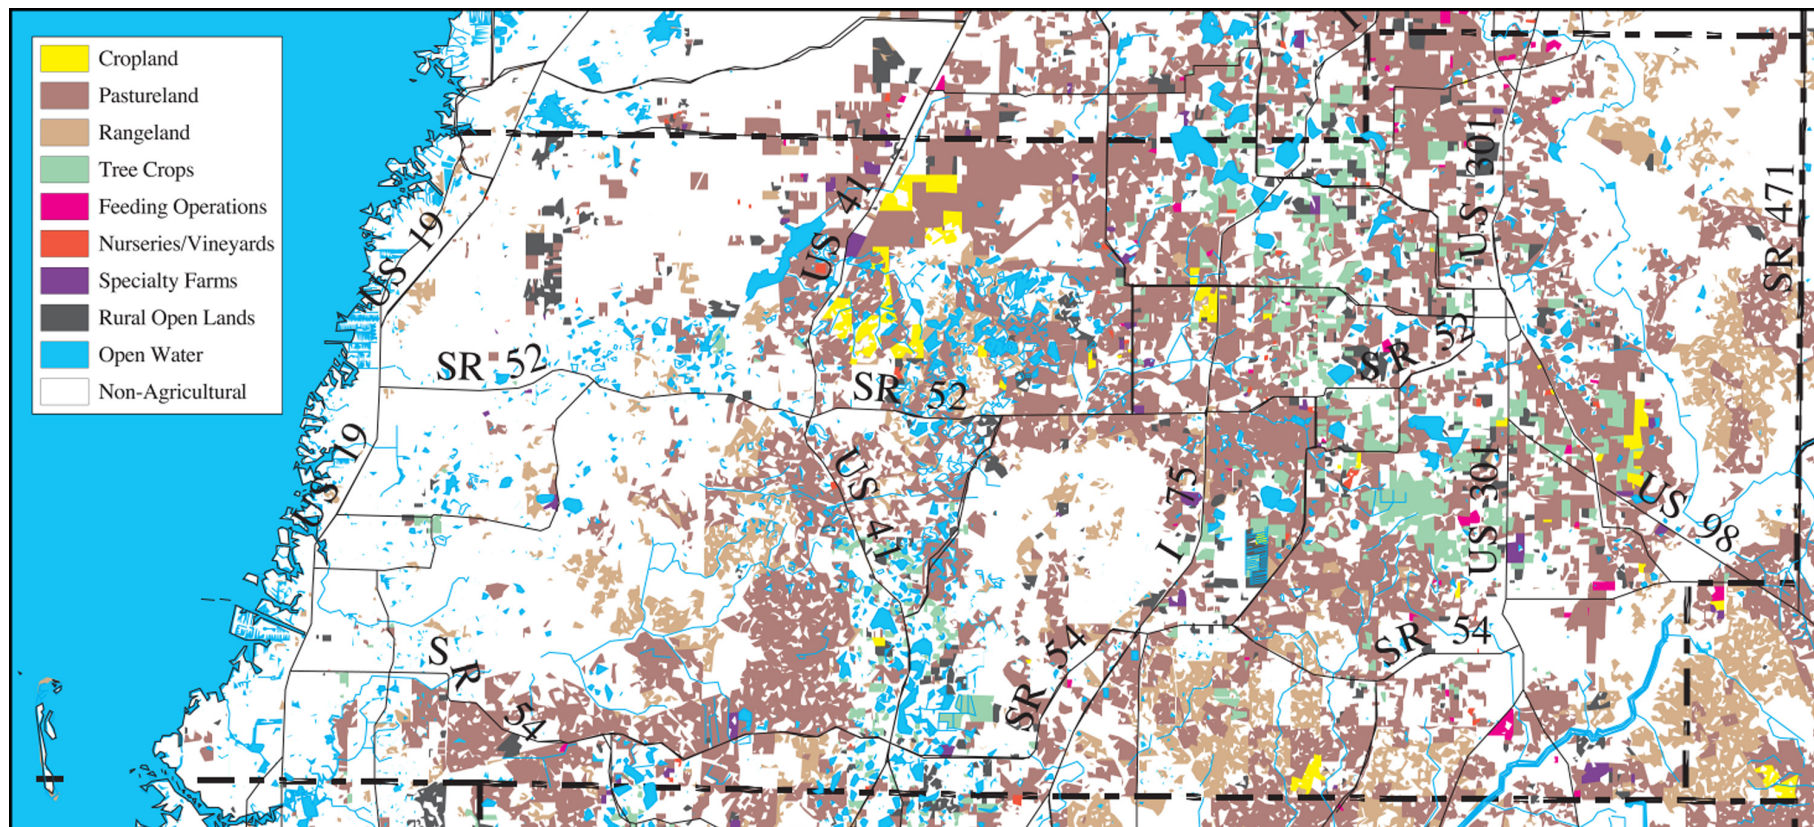 Cropland
Pastureland
Rangeland
Tree Crops
Feeding Operations
Nurseries/Vineyards
Specialty Farms
Rural Open Lands
Open Water
Non-Agricultural
US 19
US 41
US 301
SR 471
SR 52
SR 52
SR 52
US 19
US 41
I 75
US 301
US 98
SR 54
SR 54
SR 54